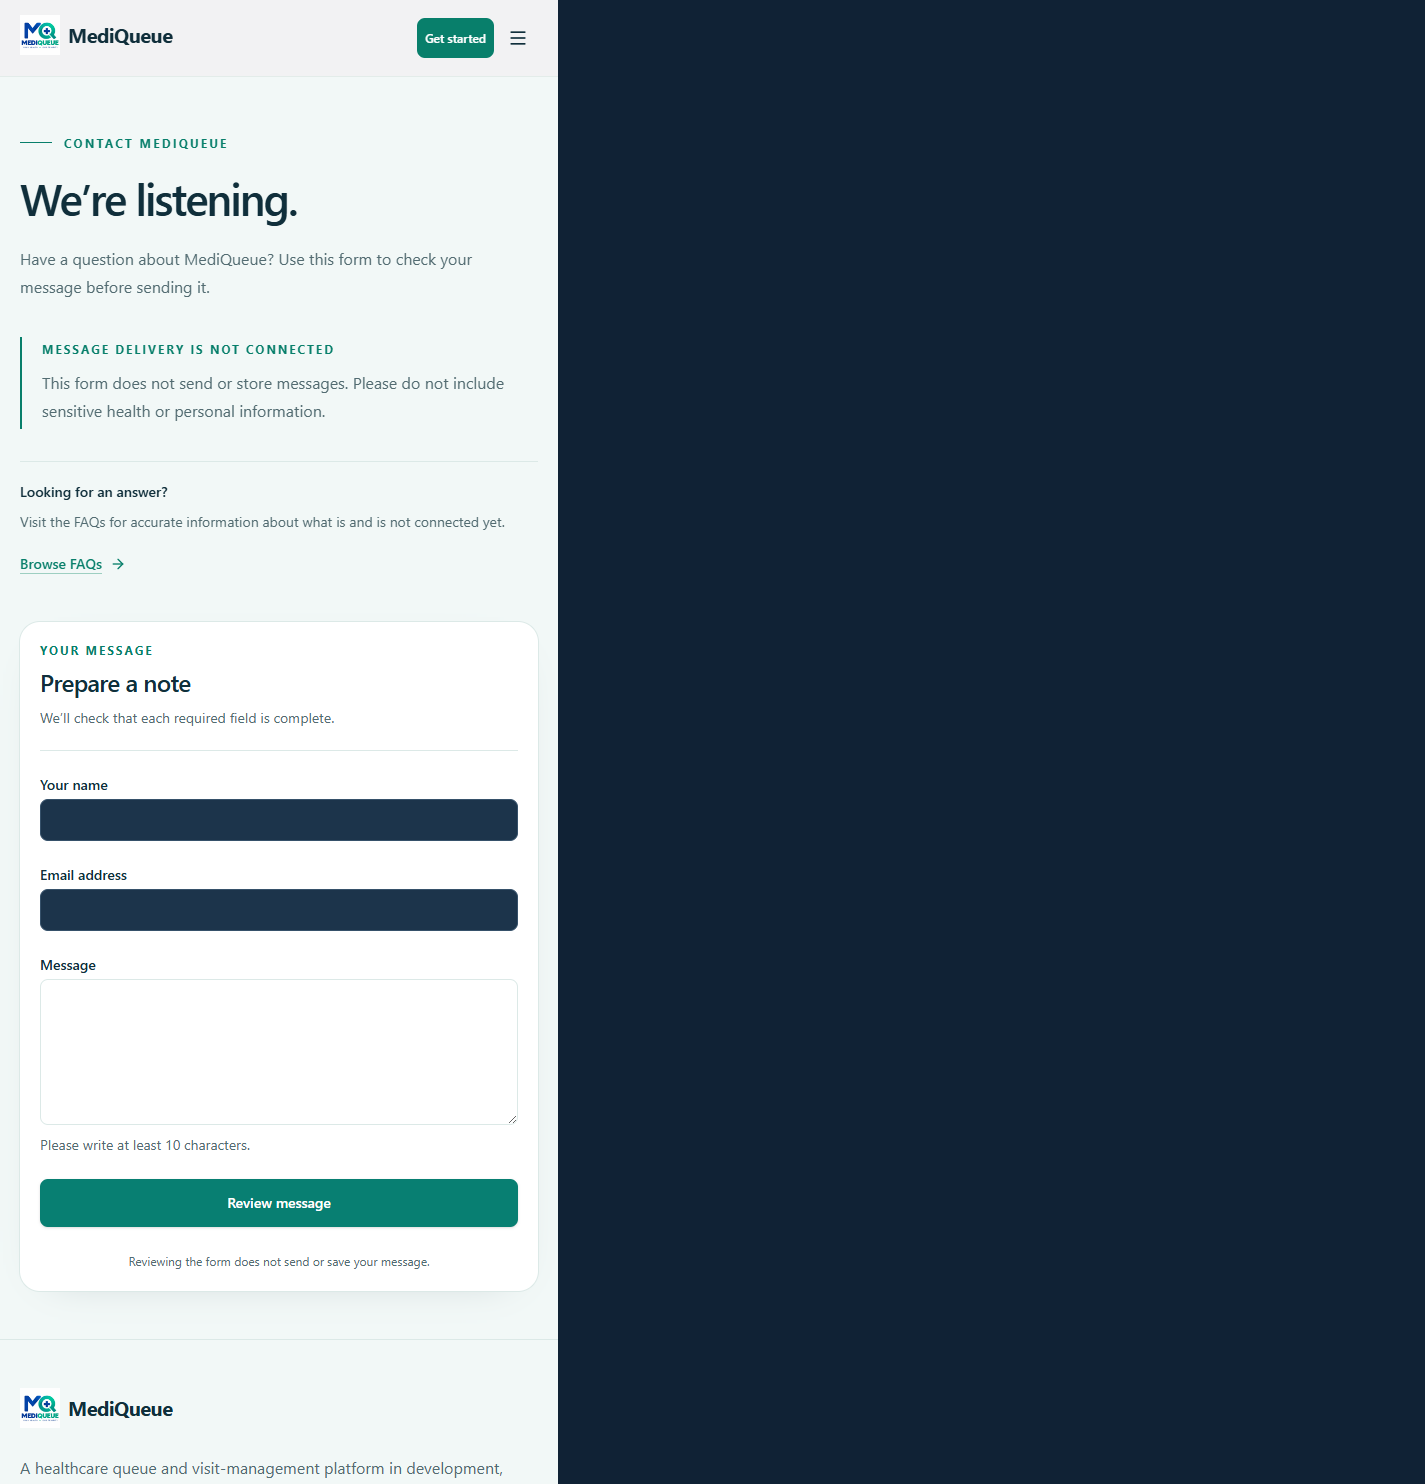 MQ
MEDIQUEUE
MediQueue
Get started
CONTACT MEDIQUEUE
We’re listening.
Have a question about MediQueue? Use this form to check your
message before sending it.
MESSAGE DELIVERY IS NOT CONNECTED
This form does not send or store messages. Please do not include
sensitive health or personal information.
Looking for an answer?
Visit the FAQs for accurate information about what is and is not connected yet.
Browse FAQs
YOUR MESSAGE
Prepare a note
We’ll check that each required field is complete.
Your name
Email address
Message
Please write at least 10 characters.
Review message
Reviewing the form does not send or save your message.
MQ
MEDIQUEUE
MediQueue
A healthcare queue and visit-management platform in development,